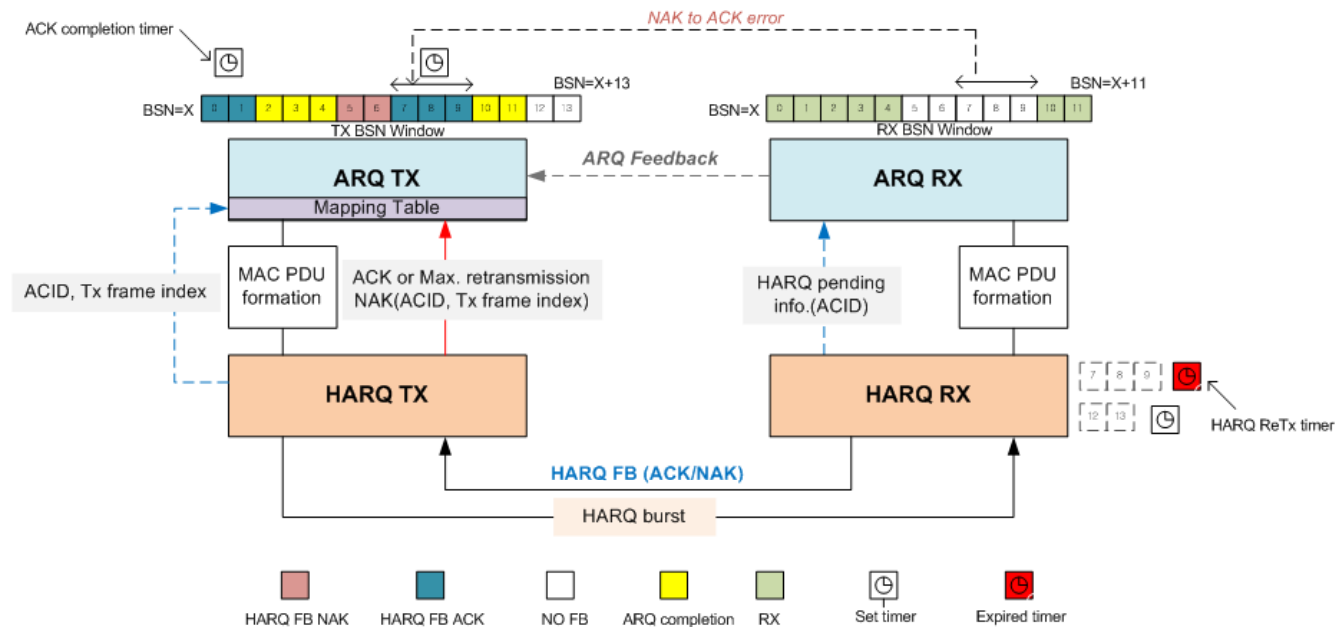 NAK to ACK error
ACK completion timer
BSN=X+13
BSN=X+11
BSN=X
0 1 2 3 4 5 6 7 8 9 10 11 12 13
BSN=X
0 1 2 3 4 5 6 7 8 9 10 11
TX BSN Window
RX BSN Window
ARQ Feedback
ARQ TX
ARQ RX
Mapping Table
ACID, Tx frame index
MAC PDU
formation
ACK or Max. retransmission
NAK(ACID, Tx frame index)
HARQ pending
info.(ACID)
MAC PDU
formation
HARQ TX
HARQ RX
7 8 9
12 13
HARQ ReTx timer
HARQ FB (ACK/NAK)
HARQ burst
HARQ FB NAK
HARQ FB ACK
NO FB
ARQ completion
RX
Set timer
Expired timer